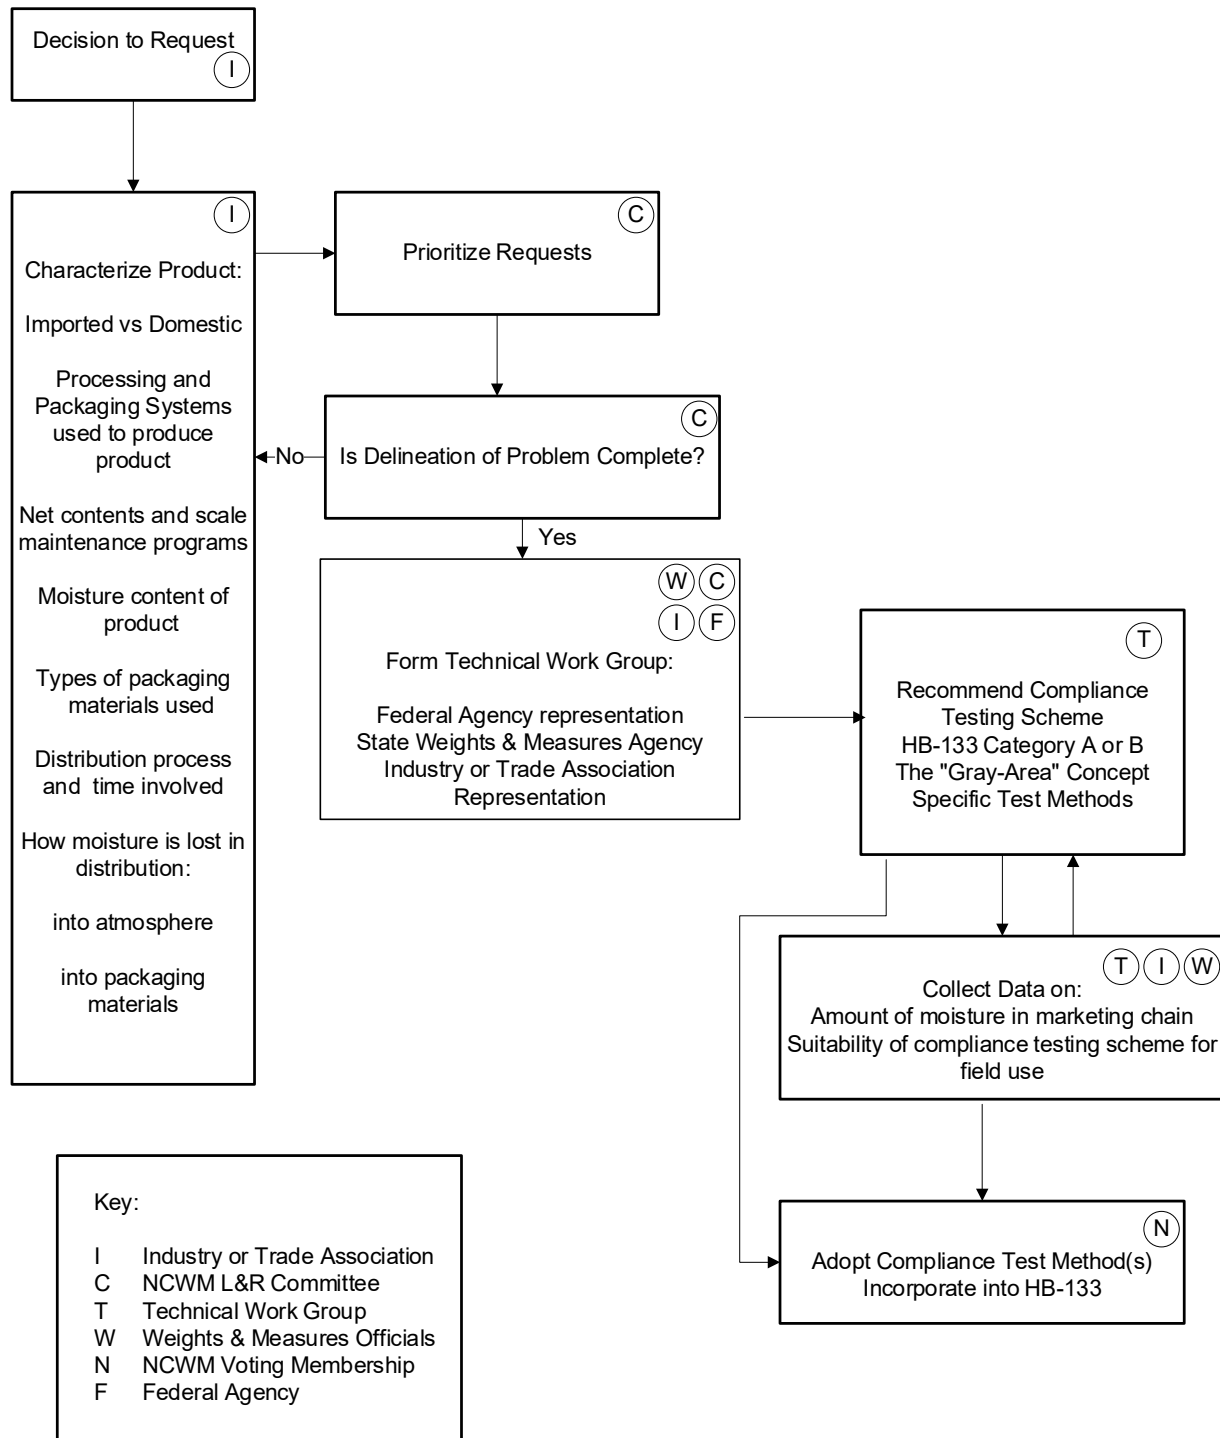 Decision to Request
I
I
Characterize Product:
Imported vs Domestic
Processing and
Packaging Systems
used to produce
product
Net contents and scale
maintenance programs
Moisture content of
product
Types of packaging
materials used
Distribution process
and time involved
How moisture is lost in
distribution:
into atmosphere
into packaging
materials
C
Prioritize Requests
C
Is Delineation of Problem Complete?
No
Yes
W C
I F
Form Technical Work Group:
Federal Agency representation
State Weights & Measures Agency
Industry or Trade Association
Representation
T
Recommend Compliance
Testing Scheme
HB-133 Category A or B
The "Gray-Area" Concept
Specific Test Methods
T I W
Collect Data on:
Amount of moisture in marketing chain
Suitability of compliance testing scheme for
field use
N
Adopt Compliance Test Method(s)
Incorporate into HB-133
Key:
I Industry or Trade Association
C NCWM L&R Committee
T Technical Work Group
W Weights & Measures Officials
N NCWM Voting Membership
F Federal Agency